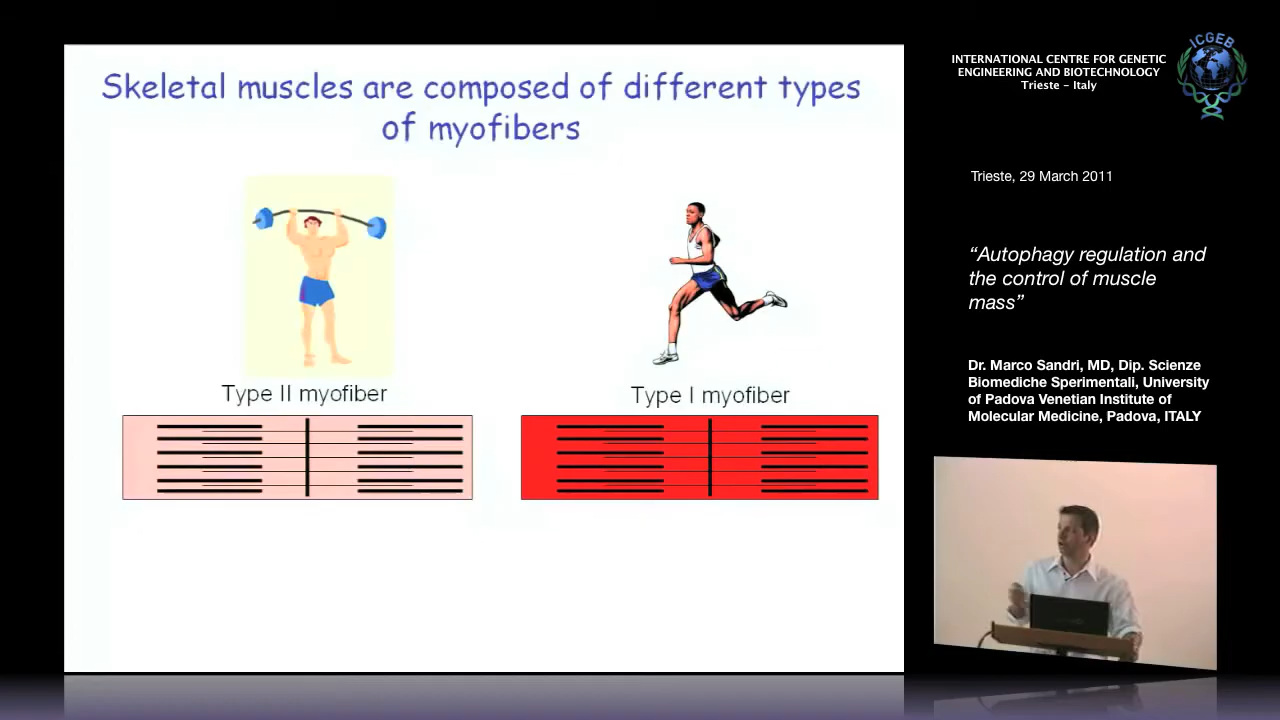 Skeletal muscles are composed of different types
of myofibers
Type II myofiber
Type I myofiber
INTERNATIONAL CENTRE FOR GENETIC
ENGINEERING AND BIOTECHNOLOGY
Trieste - Italy
ICGEB
Trieste, 29 March 2011
“Autophagy regulation and
the control of muscle
mass”
Dr. Marco Sandri, MD, Dip. Scienze
Biomediche Sperimentali, University
of Padova Venetian Institute of
Molecular Medicine, Padova, ITALY